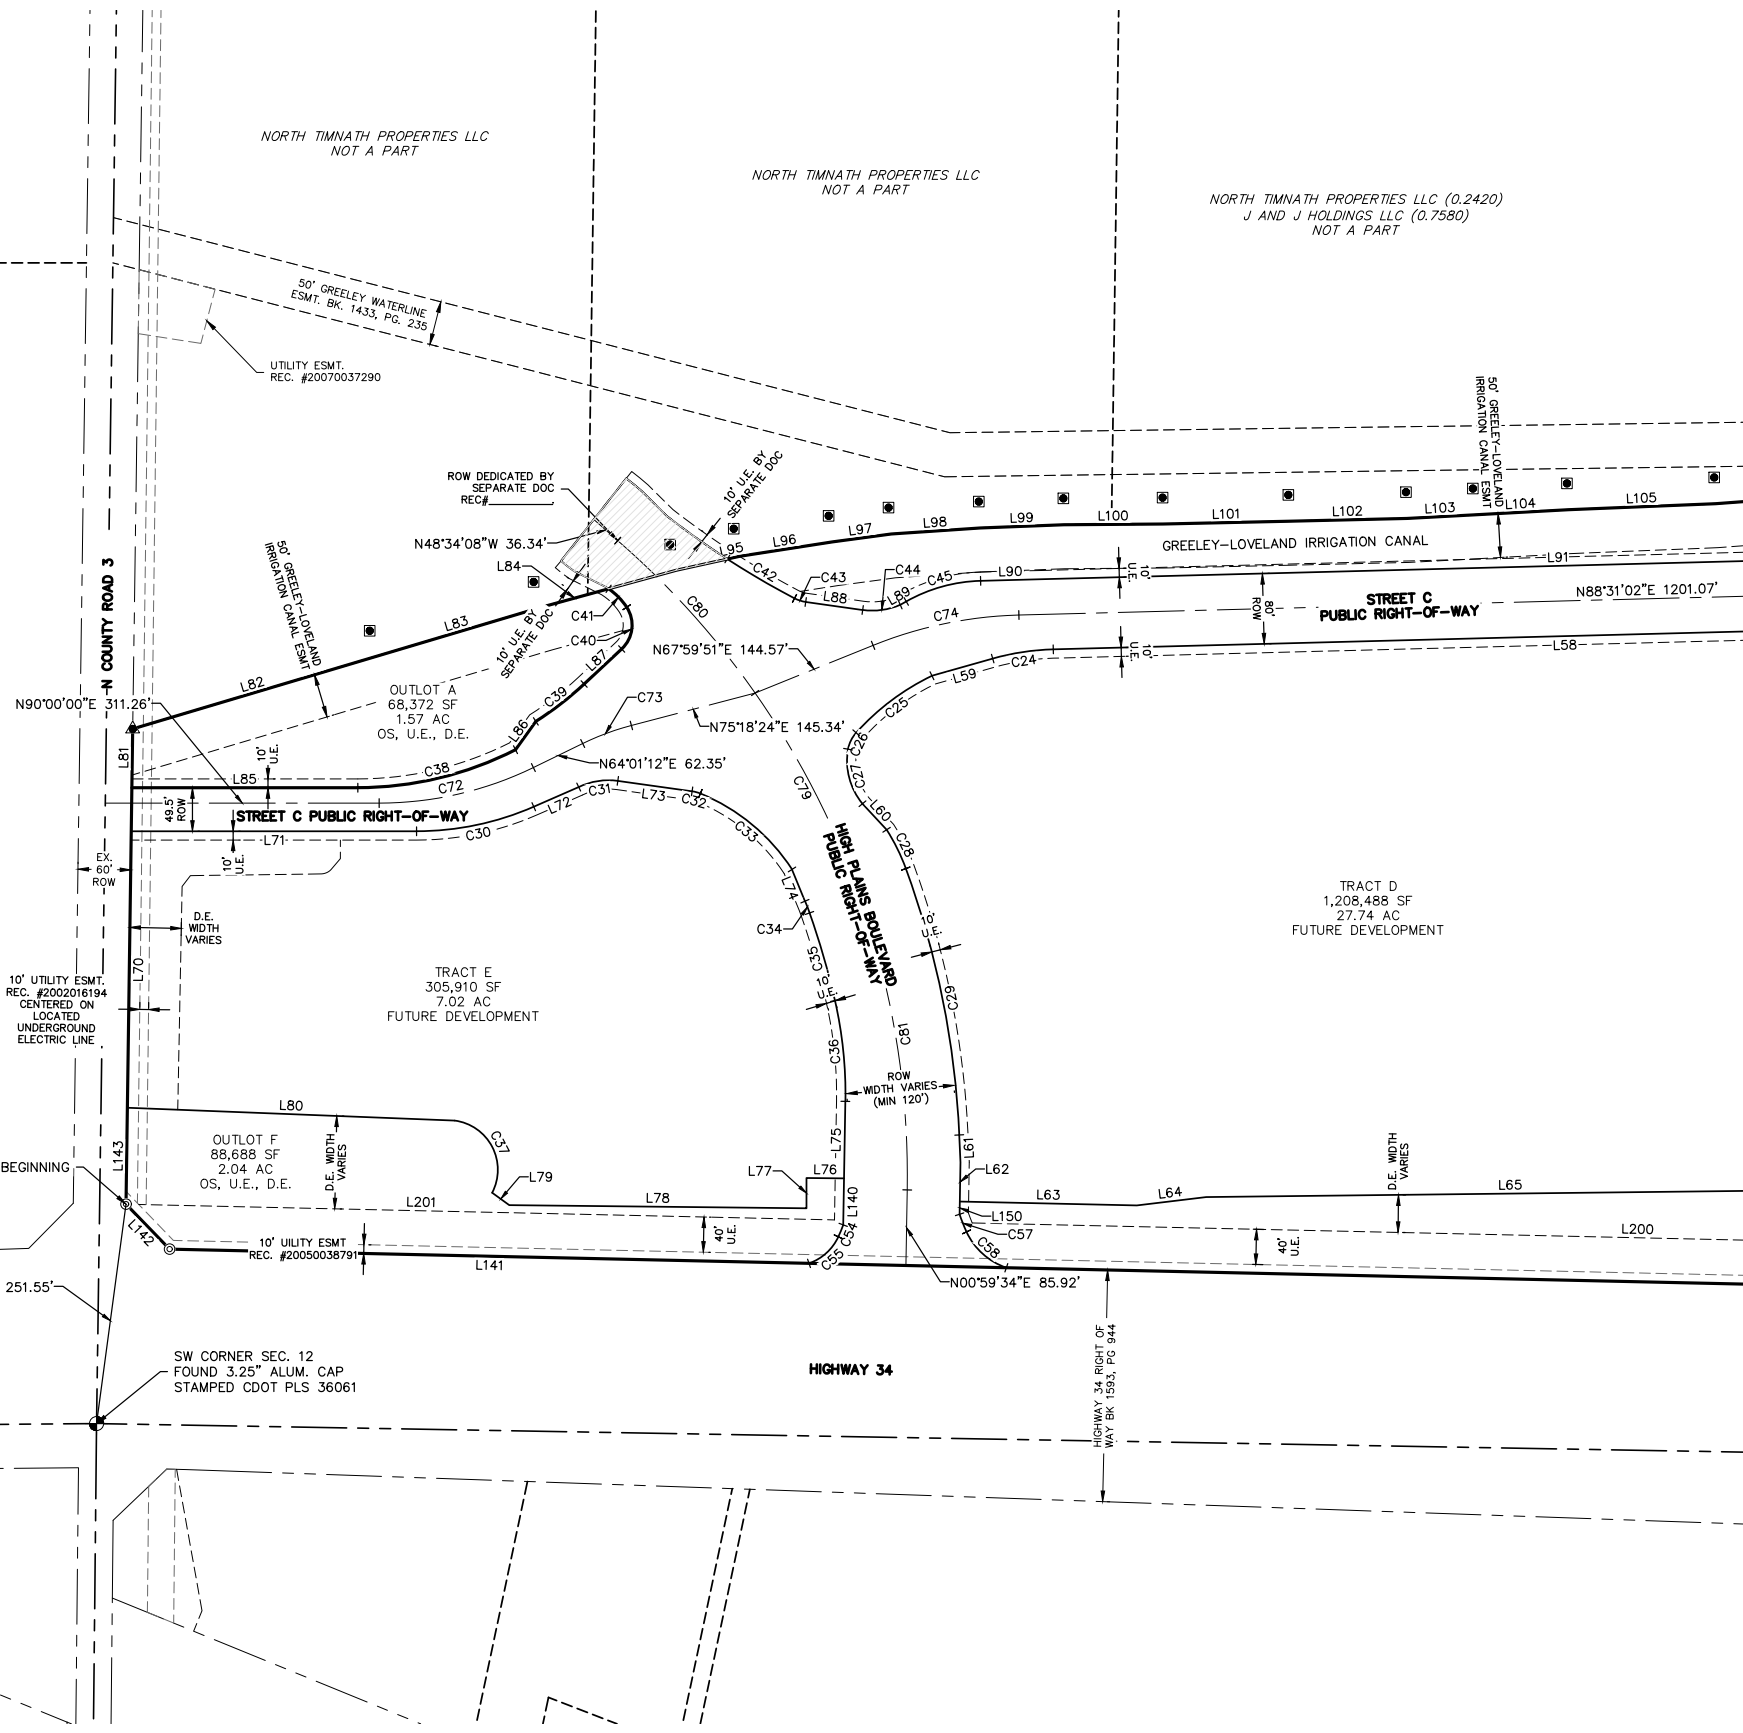 NORTH TIMNATH PROPERTIES LLC
NOT A PART
NORTH TIMNATH PROPERTIES LLC
NOT A PART
NORTH TIMNATH PROPERTIES LLC (0.2420)
J AND J HOLDINGS LLC (0.7580)
NOT A PART
50' GREELEY WATERLINE
ESMT. BK. 1433, PG. 235
UTILITY ESMT.
REC. #20070037290
50' GREELEY-LOVELAND
IRRIGATION CANAL ESMT
ROW DEDICATED BY
SEPARATE DOC
REC#
10' U.E. BY
SEPARATE DOC
N48°34'08"W 36.34'
L84
L95
L96
L97
L98
L99
L100
L101
L102
L103
L104
L105
GREELEY-LOVELAND IRRIGATION CANAL
L91
N COUNTY ROAD 3
50' GREELEY-LOVELAND
IRRIGATION CANAL ESMT
L83
L82
C41
C40
10' U.E. BY
SEPARATE DOC
C80
C42
C43
L88
C44
L89
C45
L90
10'
U.E.
C74
80'
ROW
STREET C
PUBLIC RIGHT-OF-WAY
N88°31'02"E 1201.07'
N67°59'51"E 144.57'
10'
U.E.
L58
L87
C39
L86
C73
N75°18'24"E 145.34'
N64°01'12"E 62.35'
C24
L59
C25
C26
C27
L60
C28
N90°00'00"E 311.26'
OUTLOT A
68,372 SF
1.57 AC
OS, U.E., D.E.
L81
10'
U.E.
L85
C38
C72
49.5'
ROW
STREET C PUBLIC RIGHT-OF-WAY
L71
10'
U.E.
C30
L72
C31
L73
C32
C33
L74
C34
C35
C79
HIGH PLAINS BOULEVARD
PUBLIC RIGHT-OF-WAY
EX.
60'
ROW
D.E.
WIDTH
VARIES
TRACT D
1,208,488 SF
27.74 AC
FUTURE DEVELOPMENT
10'
U.E.
L70
10' UTILITY ESMT.
REC. #2002016194
CENTERED ON
LOCATED
UNDERGROUND
ELECTRIC LINE
TRACT E
305,910 SF
7.02 AC
FUTURE DEVELOPMENT
10'
U.E.
C29
C36
C81
ROW
WIDTH VARIES
(MIN 120')
L80
C37
L143
OUTLOT F
88,688 SF
2.04 AC
OS, U.E., D.E.
D.E. WIDTH
VARIES
L75
L61
D.E. WIDTH
VARIES
BEGINNING
L79
L78
L77
L76
L62
L63
L64
L65
L201
L140
L150
C57
L200
L142
10' UILITY ESMT
REC. #20050038791
40'
U.E.
C54
C55
C58
40'
U.E.
L141
N00°59'34"E 85.92'
251.55'
SW CORNER SEC. 12
FOUND 3.25" ALUM. CAP
STAMPED CDOT PLS 36061
HIGHWAY 34
HIGHWAY 34 RIGHT OF
WAY BK 1593, PG 944